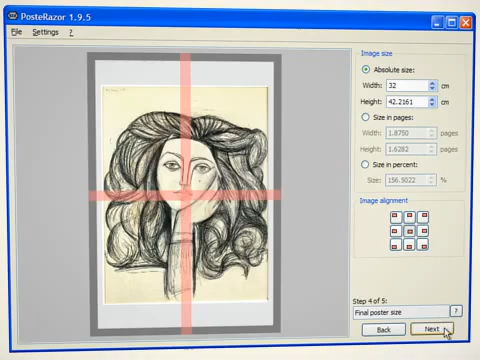 PosteRazor 1.9.5
File Settings ?
Image size
Absolute size:
Width: 32 cm
Height: 42.2161 cm
Size in pages:
Width: 1.8750 pages
Height: 1.6282 pages
Size in percent:
Size: 156.5022 %
Image alignment
Step 4 of 5:
Final poster size ?
Back Next